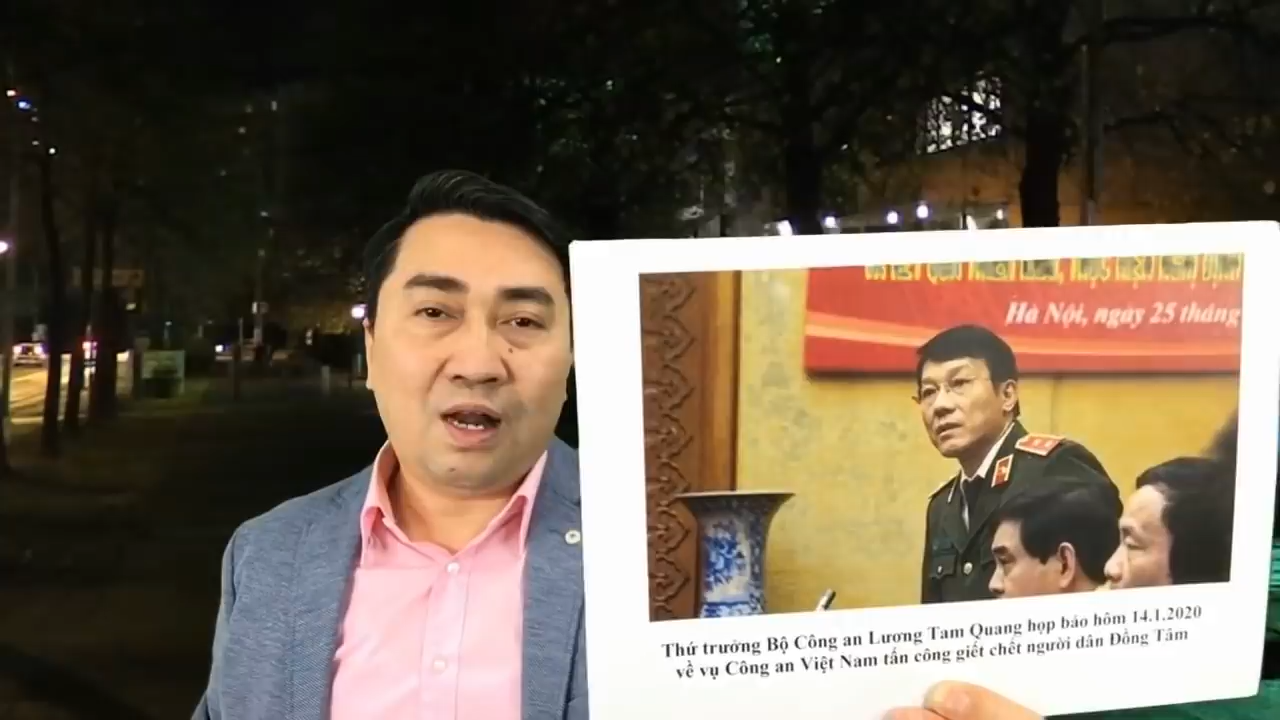 Hà Nội, ngày 25 tháng
Thứ trưởng Bộ Công an Lương Tam Quang họp báo hôm 14.1.2020
về vụ Công an Việt Nam tấn công giết chết người dân Đồng Tâm